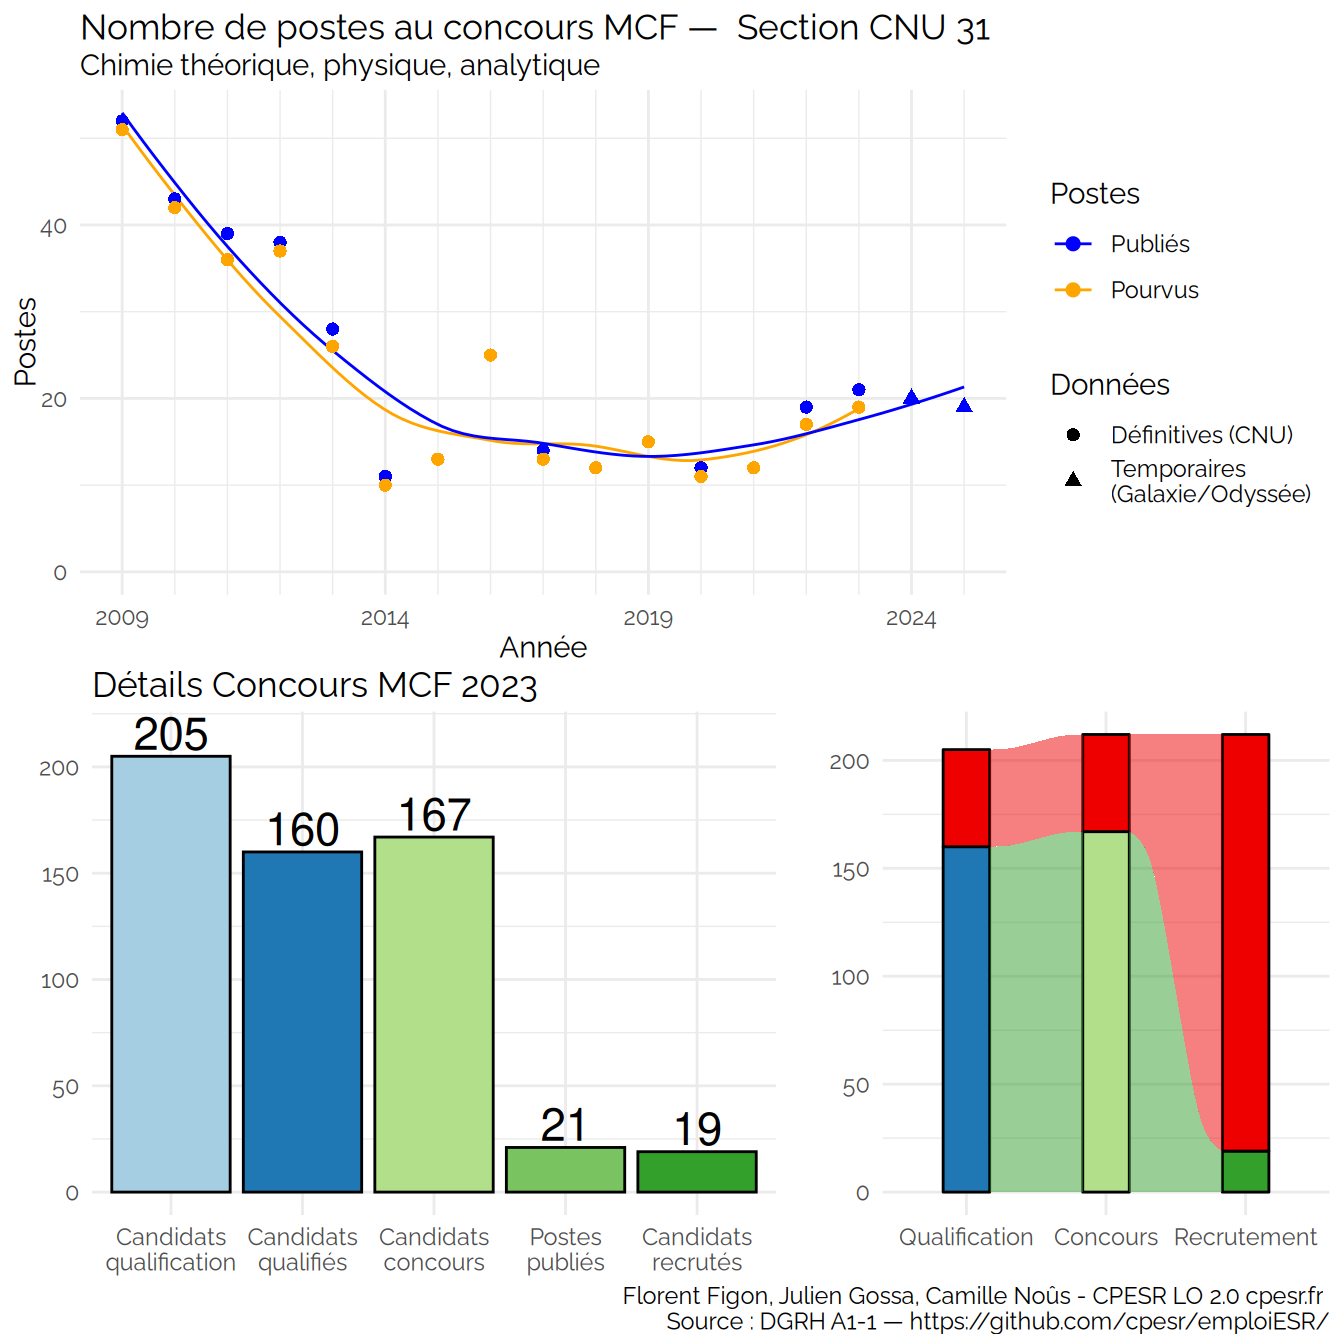 Nombre de postes au concours MCF —  Section CNU 31
Chimie théorique, physique, analytique
Postes
40
20
0
2009
2014
2019
2024
Année
Postes
Publiés
Pourvus
Données
Définitives (CNU)
Temporaires
(Galaxie/Odyssée)
Détails Concours MCF 2023
200
150
100
50
0
205
160
167
21
19
Candidats
qualification
Candidats
qualifiés
Candidats
concours
Postes
publiés
Candidats
recrutés
200
150
100
50
0
Qualification
Concours
Recrutement
Florent Figon, Julien Gossa, Camille Noûs - CPESR LO 2.0 cpesr.fr
Source : DGRH A1-1 — https://github.com/cpesr/emploiESR/